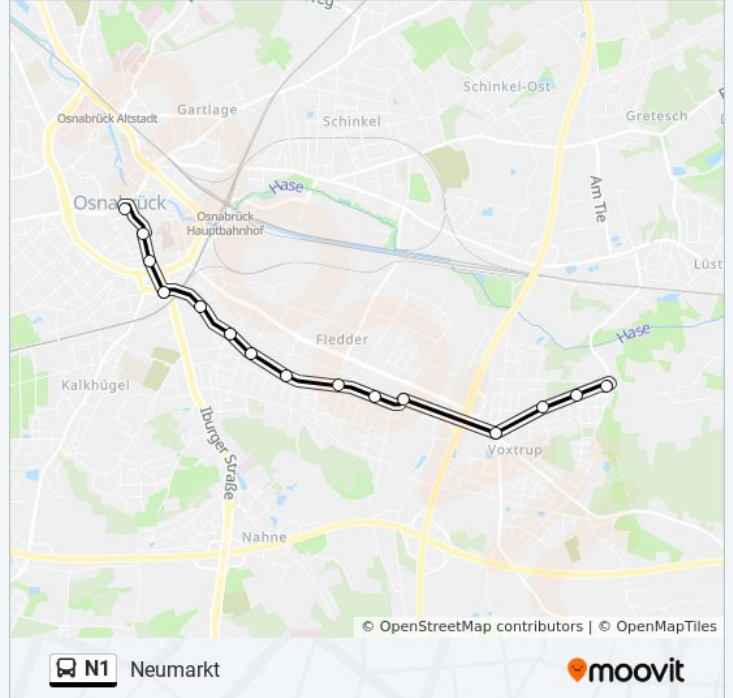 Schinkel-Ost
Gartlage
Osnabrück Altstadt
Schinkel
Gretesch
Am Tie
Hase
Osnabrück
Osnabrück
Hauptbahnhof
Lüst
Hase
Fledder
Kalkhügel
Iburger Straße
Voxtrup
Nahne
© OpenStreetMap contributors | © OpenMapTiles
N1 Neumarkt
moovit